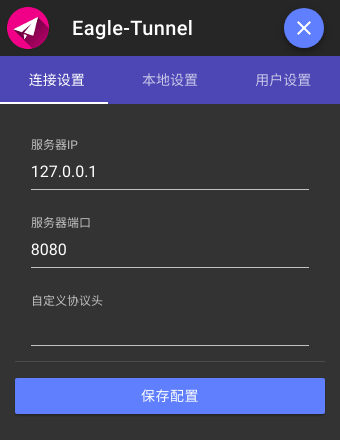 Eagle-Tunnel
连接设置 本地设置 用户设置
服务器IP
127.0.0.1
服务器端口
8080
自定义协议头
保存配置